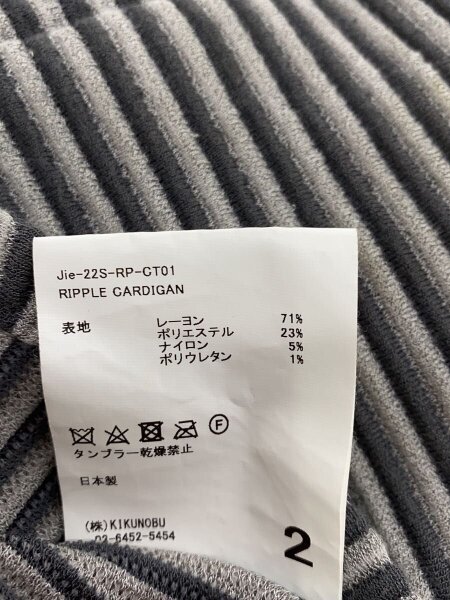 Jie-22S-RP-CT01
RIPPLE CARDIGAN
表地 レーヨン 71%
ポリエステル 23%
ナイロン 5%
ポリウレタン 1%
F
タンブラー乾燥禁止
日本製
(株)KIKUNOBU
03-6452-5454
2